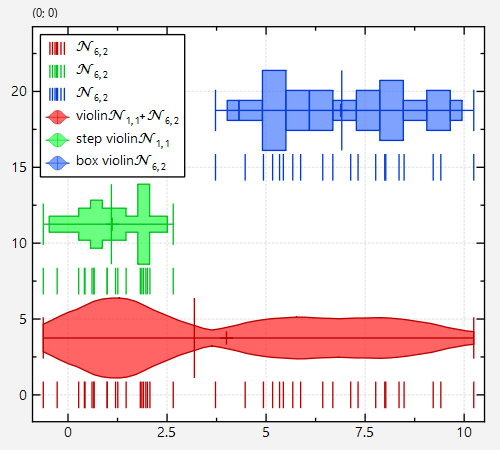 (0; 0)
𝒩6, 2
𝒩6, 2
𝒩6, 2
violin𝒩1, 1+𝒩6, 2
step violin𝒩1, 1
box violin𝒩6, 2
20
15
10
5
0
0 2.5 5 7.5 10